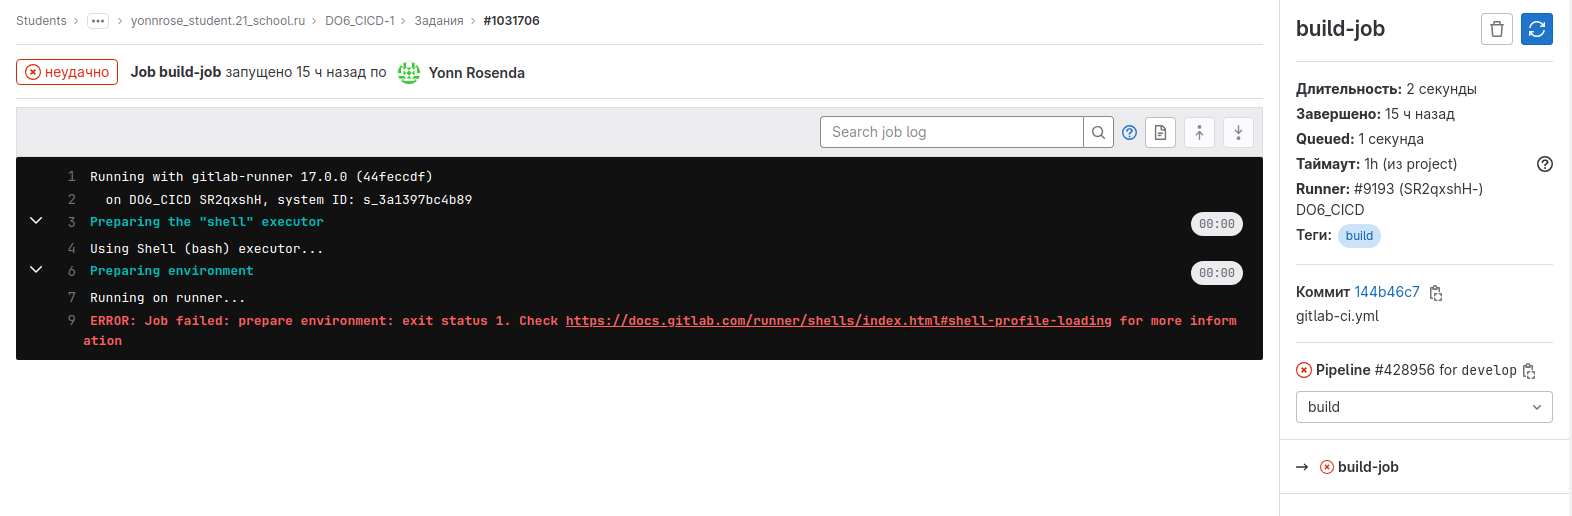 Students › ••• › yonnrose_student.21_school.ru › DO6_CICD-1 › Задания › #1031706
неудачно Job build-job запущено 15 ч назад по Yonn Rosenda
Search job log
1 Running with gitlab-runner 17.0.0 (44feccdf)
2 on DO6_CICD SR2qxshH, system ID: s_3a1397bc4b89
3 Preparing the "shell" executor 00:00
4 Using Shell (bash) executor...
6 Preparing environment 00:00
7 Running on runner...
9 ERROR: Job failed: prepare environment: exit status 1. Check https://docs.gitlab.com/runner/shells/index.html#shell-profile-loading for more inform
ation
build-job
Длительность: 2 секунды
Завершено: 15 ч назад
Queued: 1 секунда
Таймаут: 1h (из project)
Runner: #9193 (SR2qxshH-)
DO6_CICD
Теги: build
Коммит 144b46c7
gitlab-ci.yml
Pipeline #428956 for develop
build
→ build-job